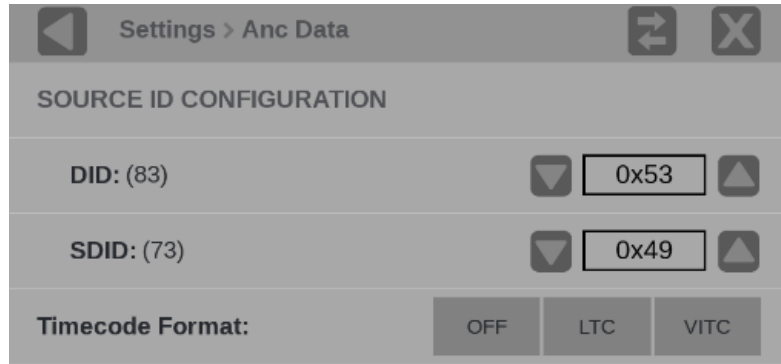 Settings > Anc Data
SOURCE ID CONFIGURATION
DID: (83) 0x53
SDID: (73) 0x49
Timecode Format: OFF LTC VITC